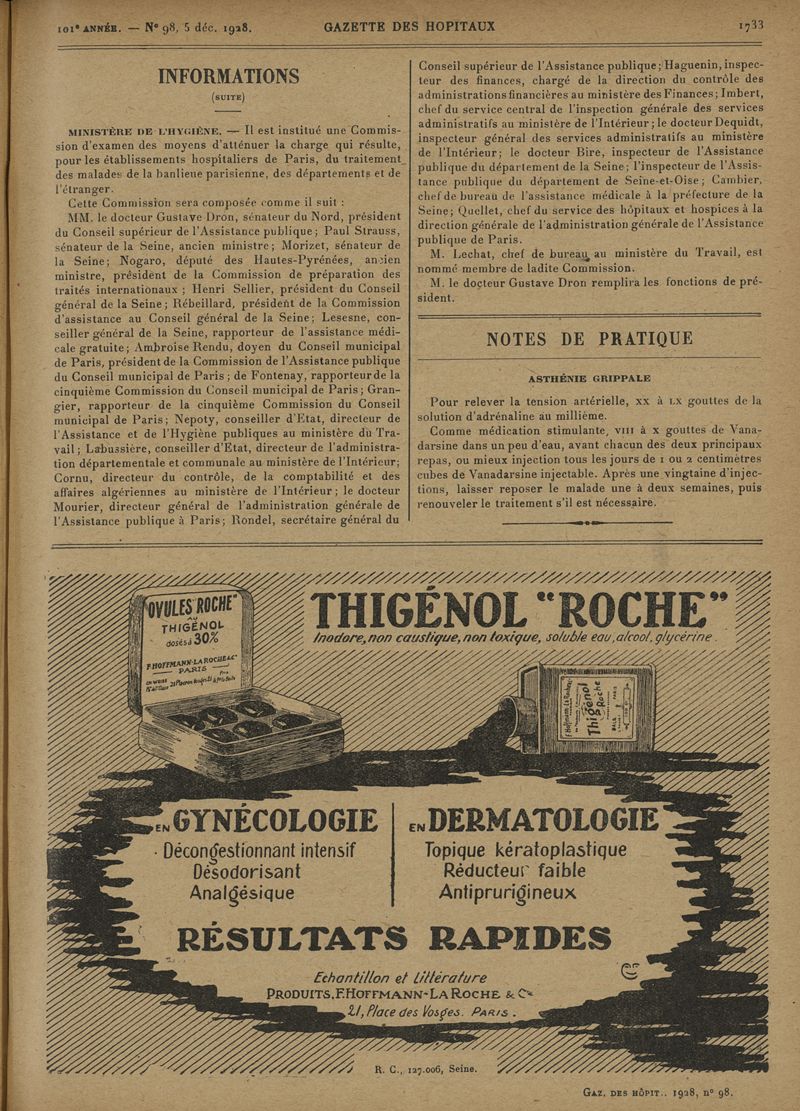 101ᵉ ANNÉE. — Nº 98, 5 déc. 1928.
GAZETTE DES HOPITAUX
1733
INFORMATIONS
(SUITE)
MINISTÈRE DE L'HYGIÈNE. — Il est institué une Commis-
sion d'examen des moyens d'atténuer la charge qui résulte,
pour les établissements hospitaliers de Paris, du traitement
des malades de la banlieue parisienne, des départements et de
l'étranger.
Cette Commission sera composée comme il suit :
MM. le docteur Gustave Dron, sénateur du Nord, président
du Conseil supérieur de l'Assistance publique ; Paul Strauss,
sénateur de la Seine, ancien ministre ; Morizet, sénateur de
la Seine; Nogaro, député des Hautes-Pyrénées, ancien
ministre, président de la Commission de préparation des
traités internationaux ; Henri Sellier, président du Conseil
général de la Seine ; Rébeillard, président de la Commission
d'assistance au Conseil général de la Seine; Lesesne, con-
seiller général de la Seine, rapporteur de l'assistance médi-
cale gratuite; Ambroise Rendu, doyen du Conseil municipal
de Paris, président de la Commission de l'Assistance publique
du Conseil municipal de Paris ; de Fontenay, rapporteur de la
cinquième Commission du Conseil municipal de Paris ; Gran-
gier, rapporteur de la cinquième Commission du Conseil
municipal de Paris; Nepoty, conseiller d'Etat, directeur de
l'Assistance et de l'Hygiène publiques au ministère du Tra-
vail ; Labussière, conseiller d'Etat, directeur de l'administra-
tion départementale et communale au ministère de l'Intérieur;
Cornu, directeur du contrôle, de la comptabilité et des
affaires algériennes au ministère de l'Intérieur ; le docteur
Mourier, directeur général de l'administration générale de
l'Assistance publique à Paris; Rondel, secrétaire général du
Conseil supérieur de l'Assistance publique ; Haguenin, inspec-
teur des finances, chargé de la direction du contrôle des
administrations financières au ministère des Finances ; Imbert,
chef du service central de l'inspection générale des services
administratifs au ministère de l'Intérieur ; le docteur Dequidt,
inspecteur général des services administratifs au ministère
de l'Intérieur; le docteur Bire, inspecteur de l'Assistance
publique du département de la Seine; l'inspecteur de l'Assis-
tance publique du département de Seine-et-Oise ; Cambier,
chef de bureau de l'assistance médicale à la préfecture de la
Seine; Quellet, chef du service des hôpitaux et hospices à la
direction générale de l'administration générale de l'Assistance
publique de Paris.
M. Lechat, chef de bureau au ministère du Travail, est
nommé membre de ladite Commission.
M. le docteur Gustave Dron remplira les fonctions de pré-
sident.
NOTES DE PRATIQUE
ASTHÉNIE GRIPPALE
Pour relever la tension artérielle, XX à LX gouttes de la
solution d'adrénaline au millième.
Comme médication stimulante, VIII à X gouttes de Vana-
darsine dans un peu d'eau, avant chacun des deux principaux
repas, ou mieux injection tous les jours de 1 ou 2 centimètres
cubes de Vanadarsine injectable. Après une vingtaine d'injec-
tions, laisser reposer le malade une à deux semaines, puis
renouveler le traitement s'il est nécessaire.
OVULES "ROCHE"
AU
THIGÉNOL
dosés à 30%
F. HOFFMANN-LA ROCHE & Cᵉ
PARIS
THIGÉNOL "ROCHE"
Inodore, non caustique, non toxique, soluble eau, alcool, glycérine.
Thigénol
Roche
EN GYNÉCOLOGIE
Décongestionnant intensif
Désodorisant
Analgésique
EN DERMATOLOGIE
Topique kératoplastique
Réducteur faible
Antiprurigineux
RÉSULTATS RAPIDES
Echantillon et Littérature
PRODUITS. F. HOFFMANN-LA ROCHE & Cⁱᵉ
21, Place des Vosges. PARIS.
R. C., 127.006, Seine.
GAZ. DES HÔPIT.. 1928, nº 98.